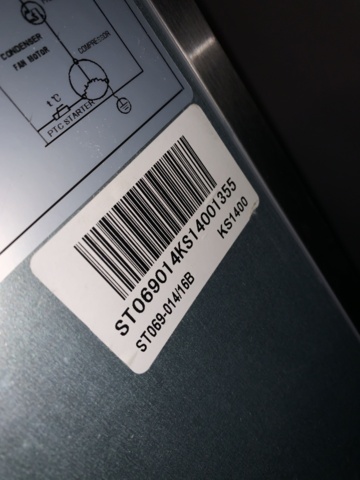 CONDENSER
FAN MOTOR
COMPRESSOR
t℃
PTC STARTER
ST069014KS14001355
ST069-014/16B
KS1400